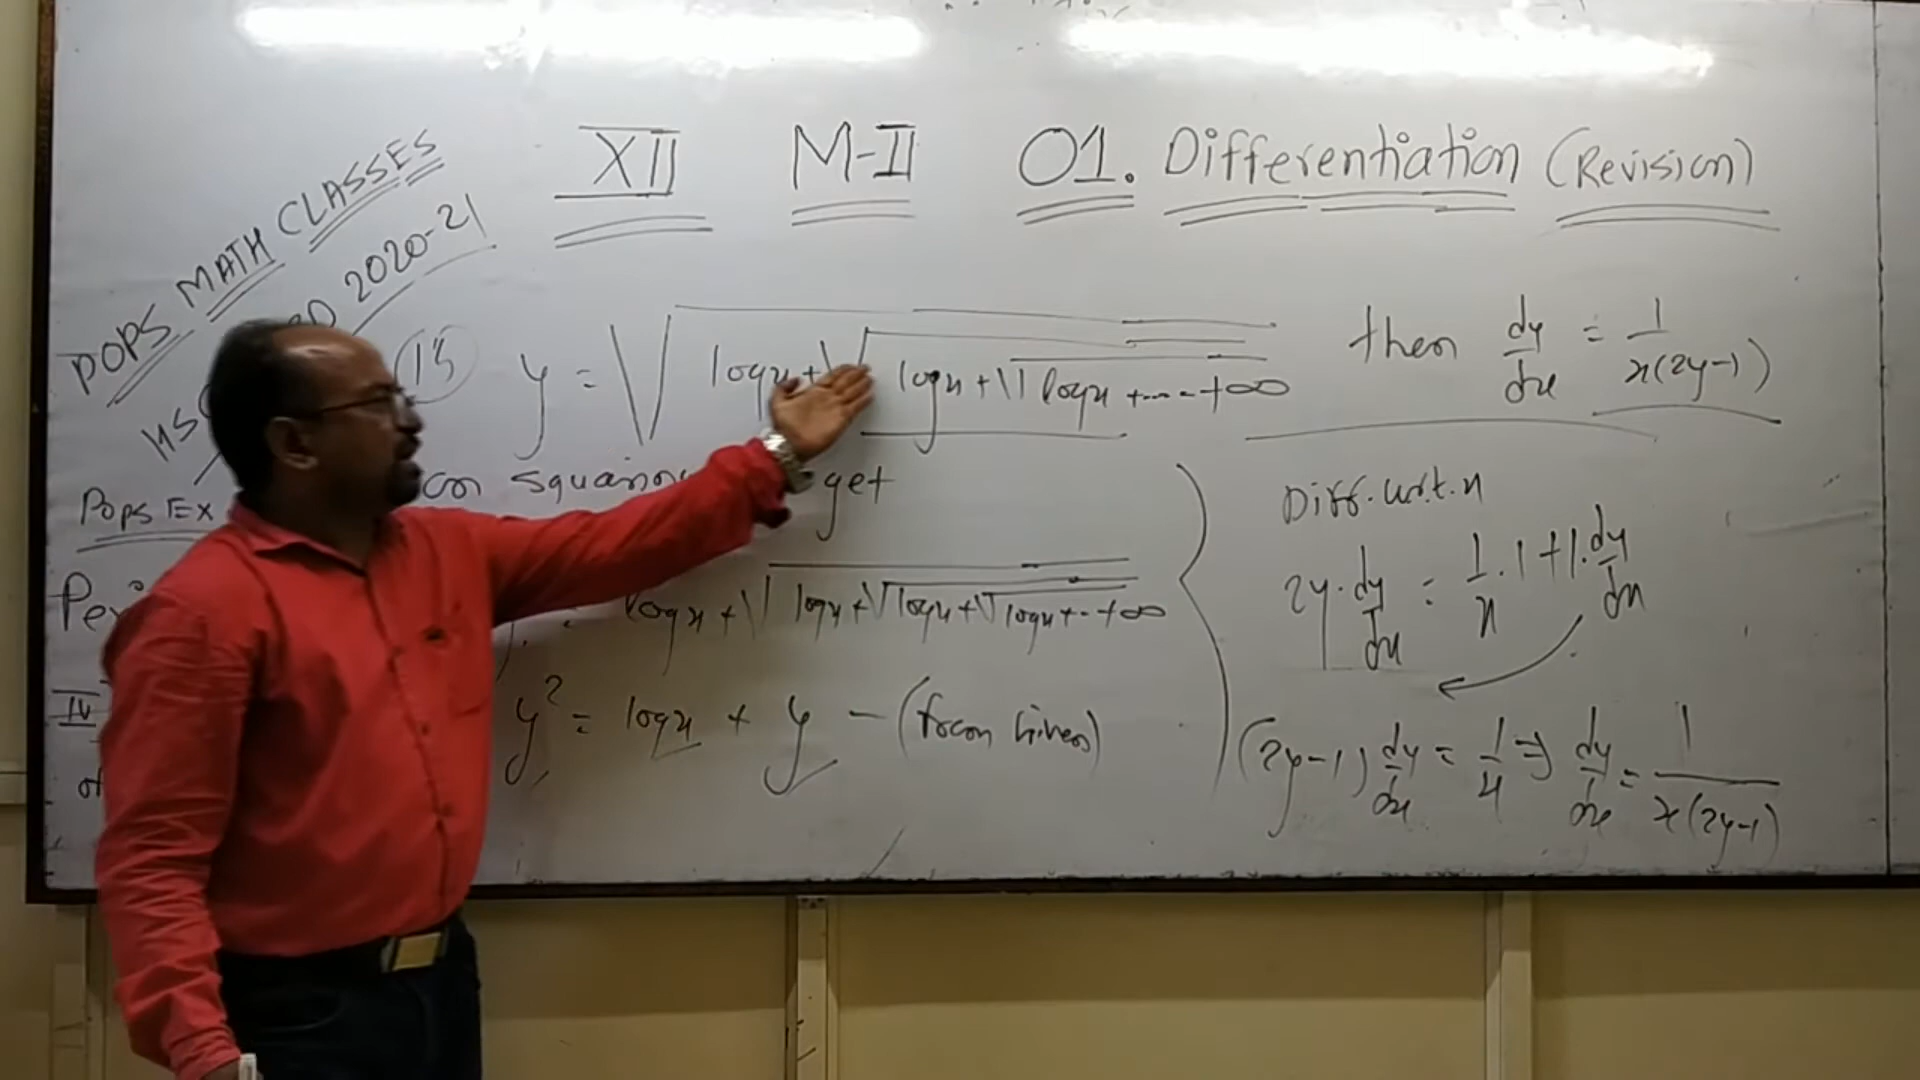 XII M-II 01. Differentiation (Revision)
POPS MATH CLASSES
2020-21
15 y = √(log x + √(log x + √(log x + ..... + ∞ then dy/dx = 1/x(2y-1)
on squaring get
Pops Ex
log x + √(log x + √(log x + √(log x + .. + ∞
y² = log x + y – (from Given)
Diff. w.r.t. x
2y. dy/dx = 1/x . 1 + 1. dy/dx
(2y-1) dy/dx = 1/x ⇒ dy/dx = 1/x(2y-1)